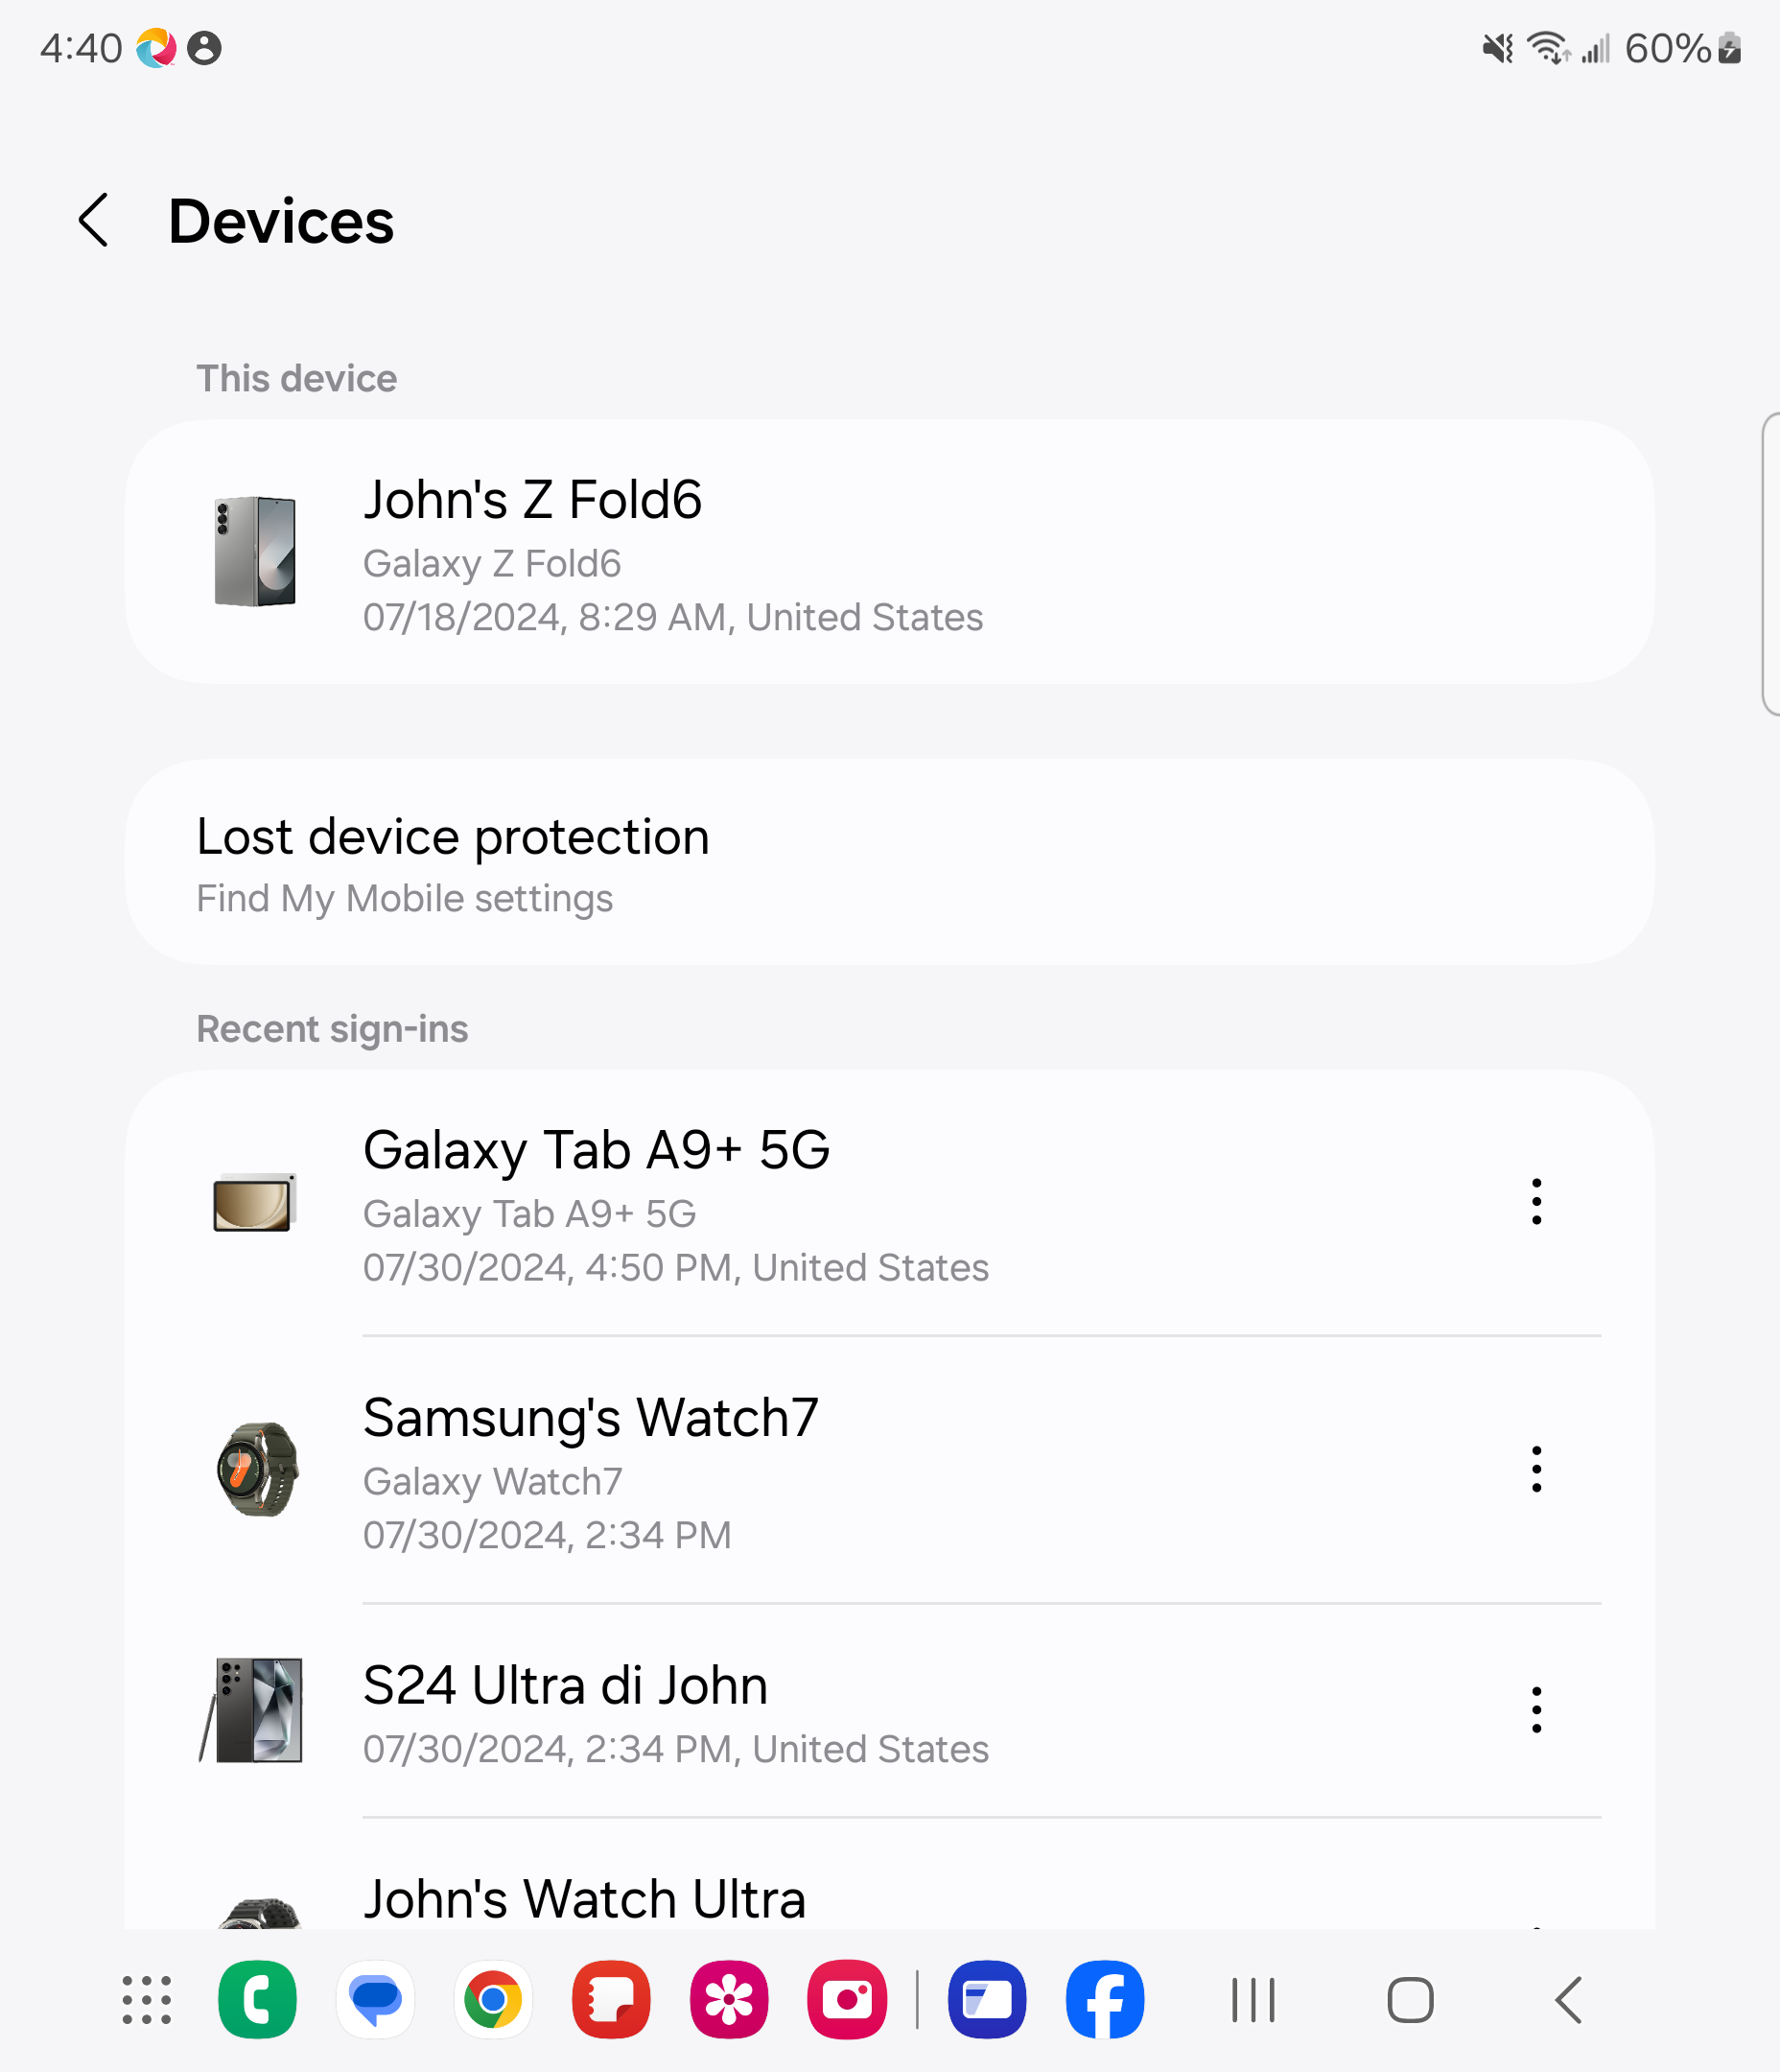 4:40
60%
Devices
This device
John's Z Fold6
Galaxy Z Fold6
07/18/2024, 8:29 AM, United States
Lost device protection
Find My Mobile settings
Recent sign-ins
Galaxy Tab A9+ 5G
Galaxy Tab A9+ 5G
07/30/2024, 4:50 PM, United States
Samsung's Watch7
Galaxy Watch7
07/30/2024, 2:34 PM
S24 Ultra di John
07/30/2024, 2:34 PM, United States
John's Watch Ultra